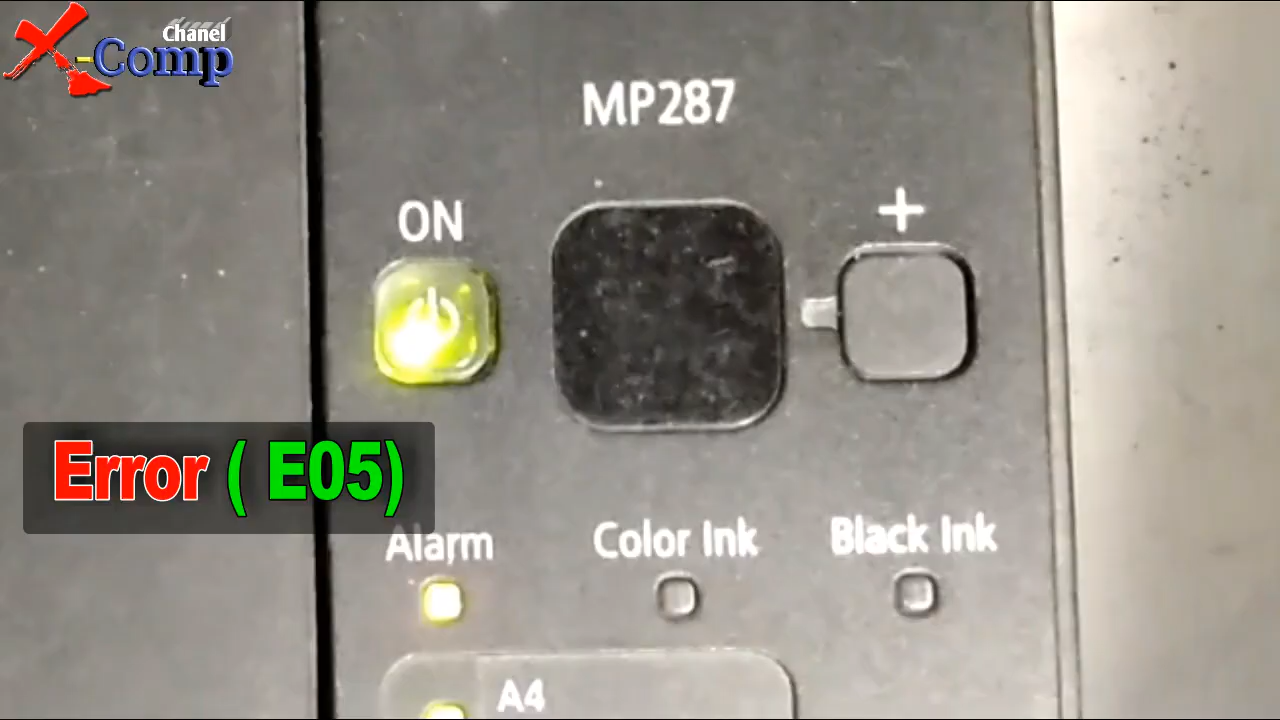 Chanel
X-Comp
MP287
ON
+
Error ( E05)
Alarm
Color Ink
Black Ink
A4